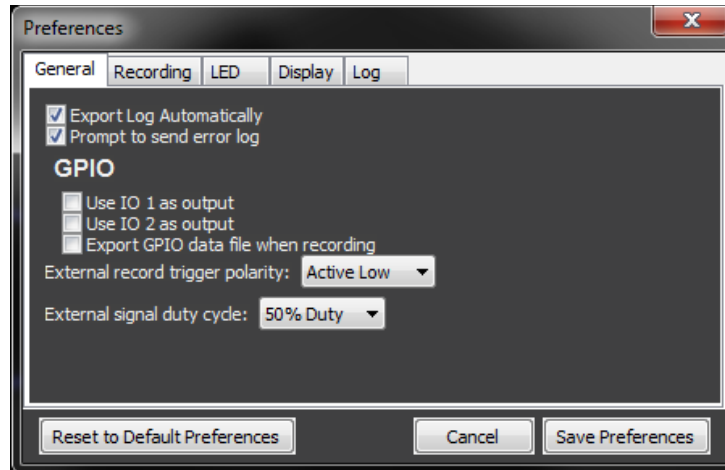 Preferences
General Recording LED Display Log
Export Log Automatically
Prompt to send error log
GPIO
Use IO 1 as output
Use IO 2 as output
Export GPIO data file when recording
External record trigger polarity: Active Low
External signal duty cycle: 50% Duty
Reset to Default Preferences Cancel Save Preferences